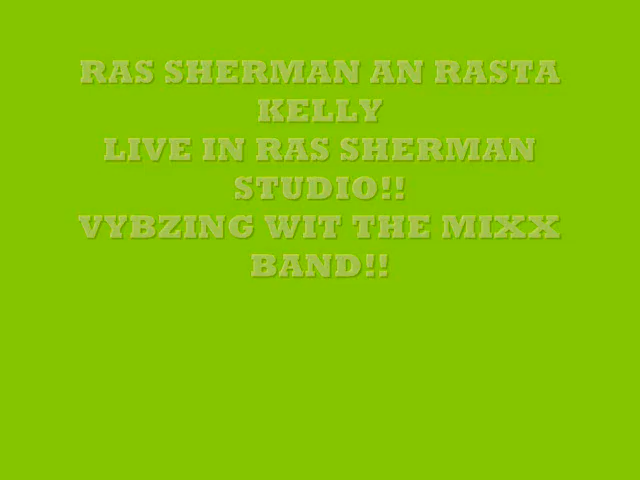 RAS SHERMAN AN RASTA
KELLY
LIVE IN RAS SHERMAN
STUDIO!!
VYBZING WIT THE MIXX
BAND!!